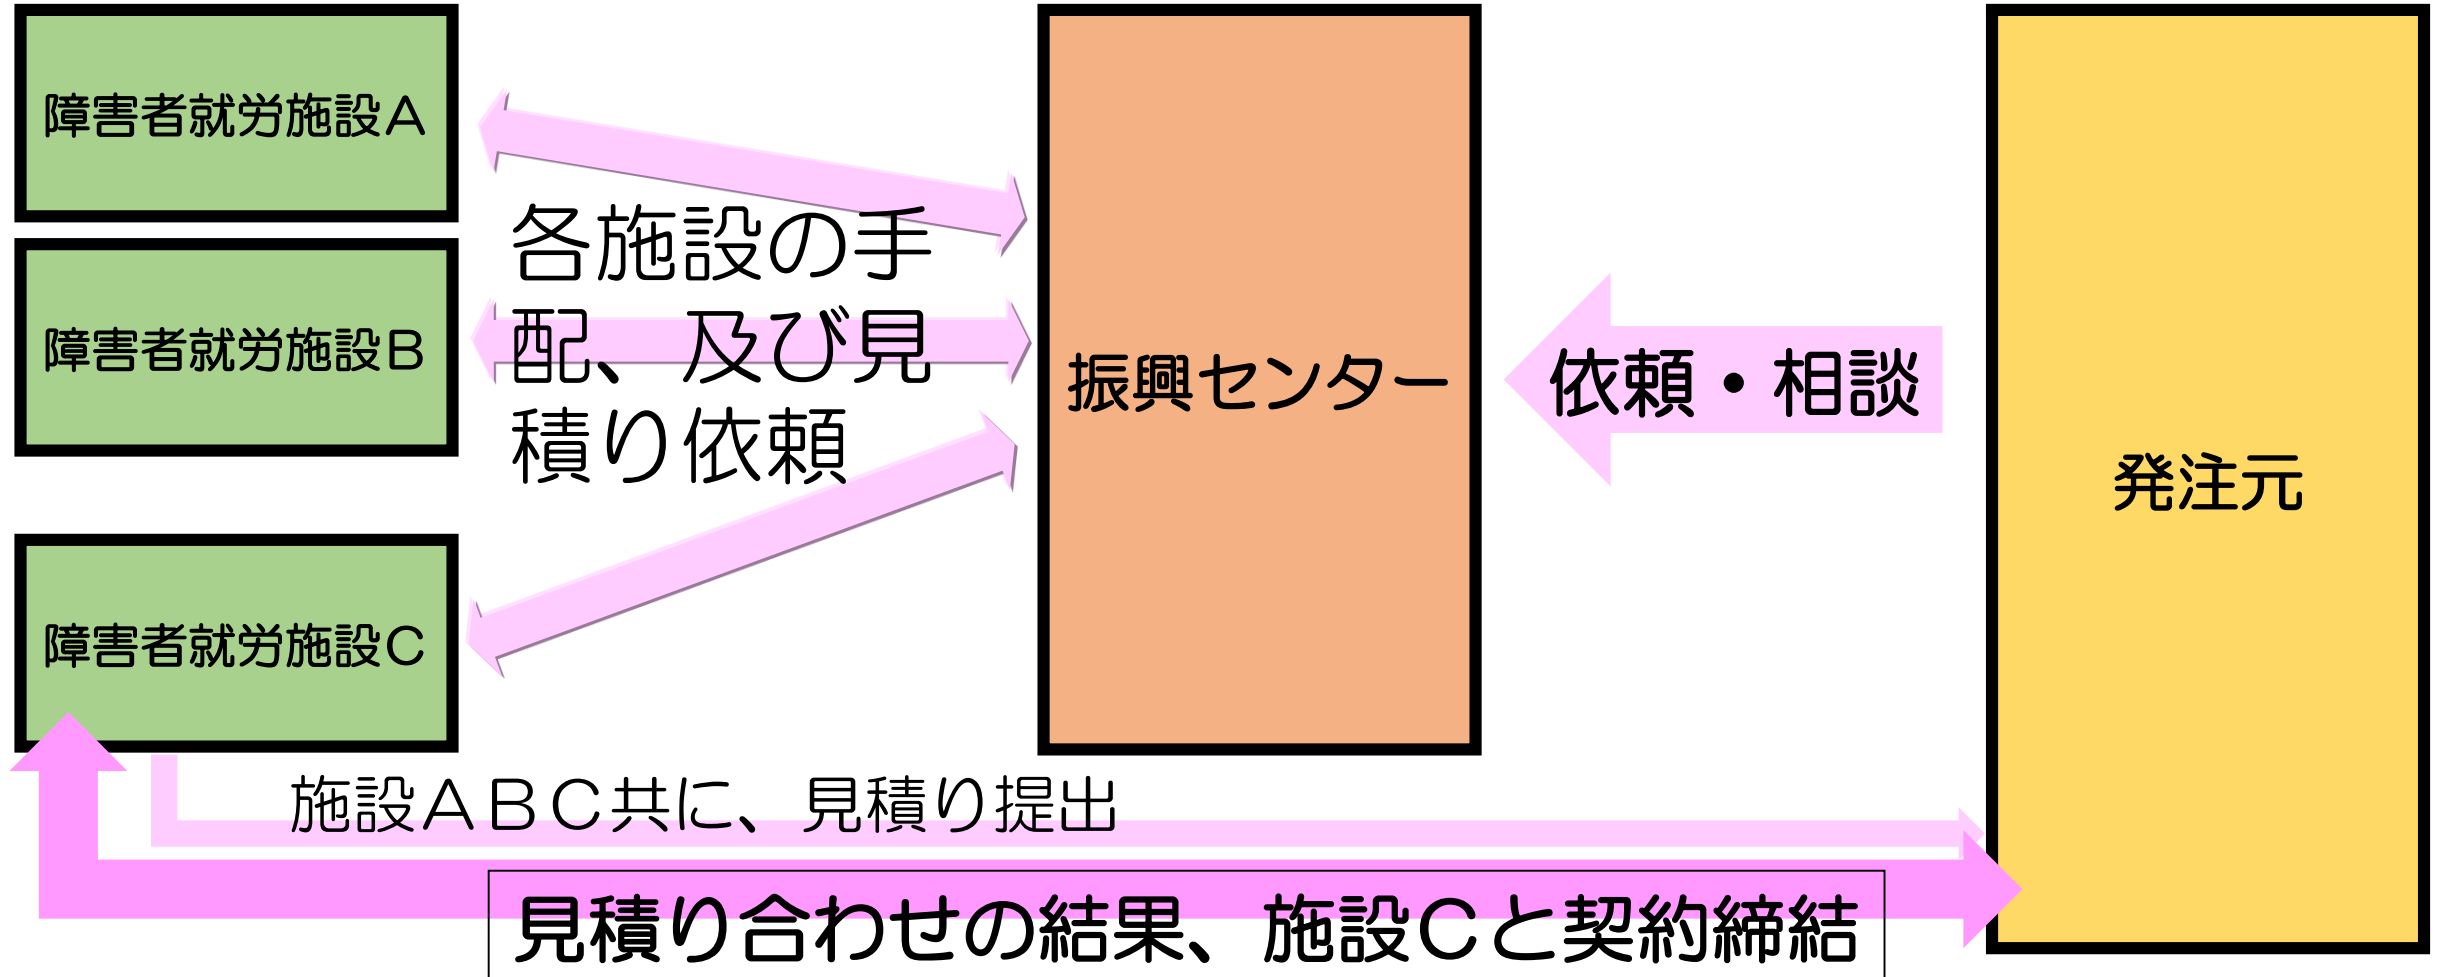 障害者就労施設A
障害者就労施設B
障害者就労施設C
各施設の手
配、及び見
積り依頼
振興センター
依頼・相談
発注元
施設ABC共に、見積り提出
見積り合わせの結果、施設Cと契約締結